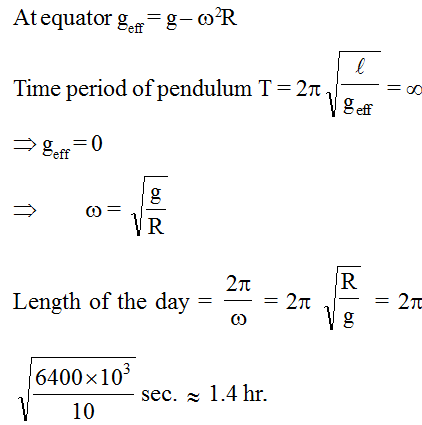 At equator g_eff = g – ω²R
Time period of pendulum T = 2π √(ℓ / g_eff) = ∞
⇒ g_eff = 0
⇒ ω = √(g / R)
Length of the day = 2π / ω = 2π √(R / g) = 2π
√(6400×10³ / 10) sec. ≈ 1.4 hr.